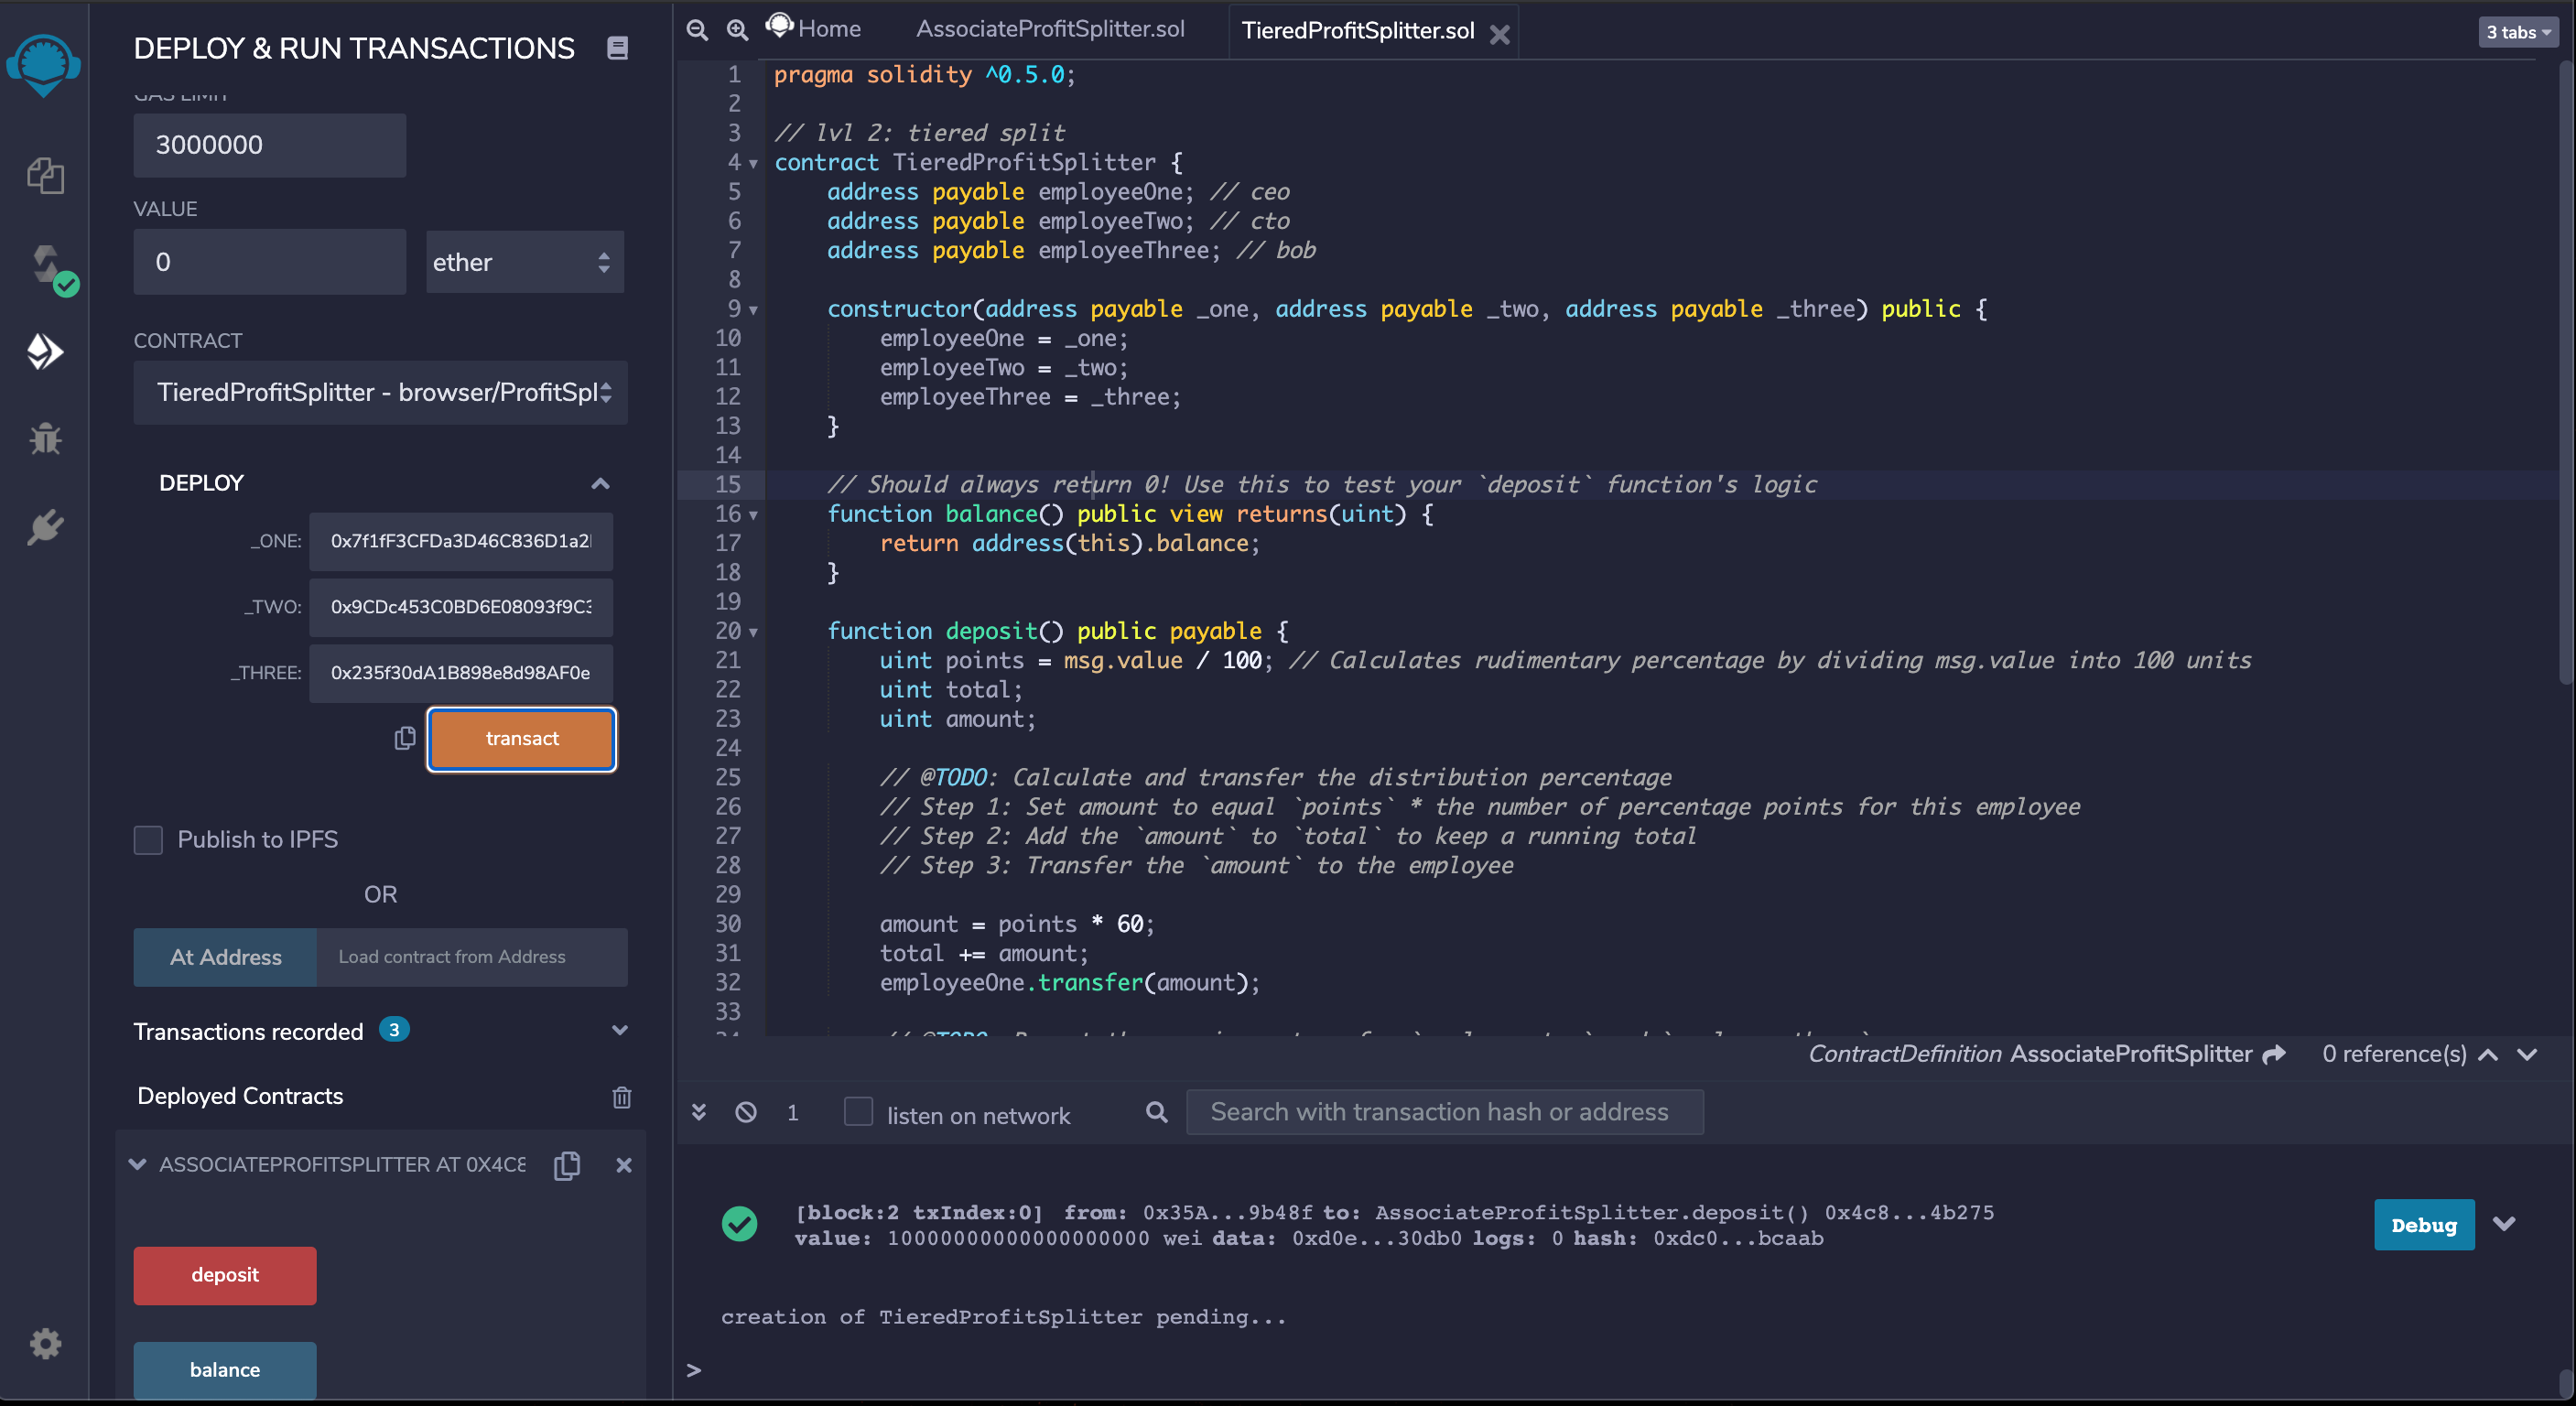 DEPLOY & RUN TRANSACTIONS
GAS LIMIT
3000000
VALUE
0
ether
CONTRACT
TieredProfitSplitter - browser/ProfitSpl
DEPLOY
_ONE:
0x7f1fF3CFDa3D46C836D1a2
_TWO:
0x9CDc453C0BD6E08093f9C3
_THREE:
0x235f30dA1B898e8d98AF0e
transact
Publish to IPFS
OR
At Address
Load contract from Address
Transactions recorded 3
Deployed Contracts
ASSOCIATEPROFITSPLITTER AT 0X4C8
deposit
balance
Home
AssociateProfitSplitter.sol
TieredProfitSplitter.sol
3 tabs
1 pragma solidity ^0.5.0;
2
3 // lvl 2: tiered split
4 contract TieredProfitSplitter {
5 address payable employeeOne; // ceo
6 address payable employeeTwo; // cto
7 address payable employeeThree; // bob
8
9 constructor(address payable _one, address payable _two, address payable _three) public {
10 employeeOne = _one;
11 employeeTwo = _two;
12 employeeThree = _three;
13 }
14
15 // Should always return 0! Use this to test your `deposit` function's logic
16 function balance() public view returns(uint) {
17 return address(this).balance;
18 }
19
20 function deposit() public payable {
21 uint points = msg.value / 100; // Calculates rudimentary percentage by dividing msg.value into 100 units
22 uint total;
23 uint amount;
24
25 // @TODO: Calculate and transfer the distribution percentage
26 // Step 1: Set amount to equal `points` * the number of percentage points for this employee
27 // Step 2: Add the `amount` to `total` to keep a running total
28 // Step 3: Transfer the `amount` to the employee
29
30 amount = points * 60;
31 total += amount;
32 employeeOne.transfer(amount);
33
ContractDefinition AssociateProfitSplitter 0 reference(s)
1
listen on network
Search with transaction hash or address
[block:2 txIndex:0] from: 0x35A...9b48f to: AssociateProfitSplitter.deposit() 0x4c8...4b275
value: 10000000000000000000 wei data: 0xd0e...30db0 logs: 0 hash: 0xdc0...bcaab
Debug
creation of TieredProfitSplitter pending...
>